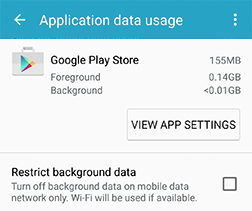 Application data usage
Google Play Store 155MB
Foreground 0.14GB
Background <0.01GB
VIEW APP SETTINGS
Restrict background data
Turn off background data on mobile data
network only. Wi-Fi will be used if available.